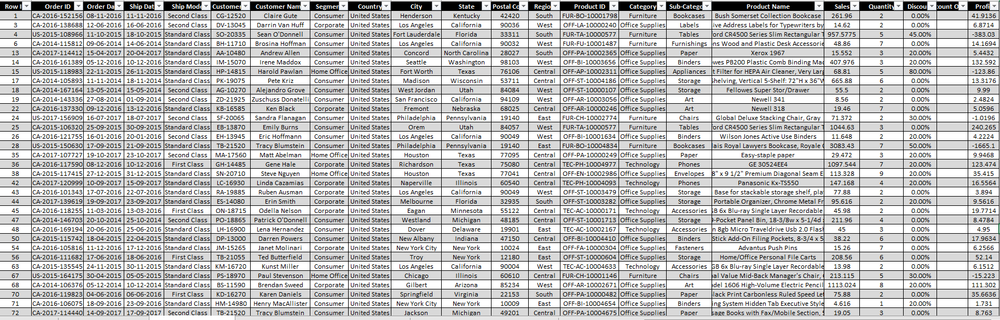 Row I Order ID Order Da Ship Dat Ship Mode Customer Customer Nam Segmer Country City State Postal Co Regio Product ID Category Sub-Catego Product Name Sales Quantity Discou count O Profi
1 CA-2016-152156 08-11-2016 11-11-2016 Second Class CG-12520 Claire Gute Consumer United States Henderson Kentucky 42420 South FUR-BO-10001798 Furniture Bookcases Bush Somerset Collection Bookcase 261.96 2 0.00% 41.9136
3 CA-2016-138688 12-06-2016 16-06-2016 Second Class DV-13045 Darrin Van Huff Corporate United States Los Angeles California 90036 West OFF-LA-10000240 Office Supplies Labels ive Address Labels for Typewriters by 14.62 2 0.00% 6.8714
4 US-2015-108966 11-10-2015 18-10-2015 Standard Class SO-20335 Sean O'Donnell Consumer United States Fort Lauderdale Florida 33311 South FUR-TA-10000577 Furniture Tables ford CR4500 Series Slim Rectangular T 957.5775 5 45.00% -383.03
6 CA-2014-115812 09-06-2014 14-06-2014 Standard Class BH-11710 Brosina Hoffman Consumer United States Los Angeles California 90032 West FUR-FU-10001487 Furniture Furnishings ns Wood and Plastic Desk Accessorie 48.86 7 0.00% 14.1694
13 CA-2017-114412 15-04-2017 20-04-2017 Standard Class AA-10480 Andrew Allen Consumer United States Concord North Carolina 28027 South OFF-PA-10002365 Office Supplies Paper Xerox 1967 15.552 3 20.00% 5.4432
14 CA-2016-161389 05-12-2016 10-12-2016 Standard Class IM-15070 Irene Maddox Consumer United States Seattle Washington 98103 West OFF-BI-10003656 Office Supplies Binders owes PB200 Plastic Comb Binding Mac 407.976 3 20.00% 132.592
15 US-2015-118983 22-11-2015 26-11-2015 Standard Class HP-14815 Harold Pawlan Home Office United States Fort Worth Texas 76106 Central OFF-AP-10002311 Office Supplies Appliances t Filter for HEPA Air Cleaner, Very Larg 68.81 5 80.00% -123.86
17 CA-2014-105893 11-11-2014 18-11-2014 Standard Class PK-19075 Pete Kriz Consumer United States Madison Wisconsin 53711 Central OFF-ST-10004186 Office Supplies Storage Shelving, Vertical 5-Shelf: 72"H x 36"W 665.88 6 0.00% 13.3176
18 CA-2014-167164 13-05-2014 15-05-2014 Second Class AG-10270 Alejandro Grove Consumer United States West Jordan Utah 84084 West OFF-ST-10000107 Office Supplies Storage Fellowes Super Stor/Drawer 55.5 2 0.00% 9.99
19 CA-2014-143336 27-08-2014 01-09-2014 Second Class ZD-21925 Zuschuss Donatelli Consumer United States San Francisco California 94109 West OFF-AR-10003056 Office Supplies Art Newell 341 8.56 2 0.00% 2.4824
22 CA-2016-137330 09-12-2016 13-12-2016 Standard Class KB-16585 Ken Black Corporate United States Fremont Nebraska 68025 Central OFF-AR-10000246 Office Supplies Art Newell 318 19.46 7 0.00% 5.0596
24 US-2017-156909 16-07-2017 18-07-2017 Second Class SF-20065 Sandra Flanagan Consumer United States Philadelphia Pennsylvania 19140 East FUR-CH-10002774 Furniture Chairs Global Deluxe Stacking Chair, Gray 71.372 2 30.00% -1.0196
25 CA-2015-106320 25-09-2015 30-09-2015 Standard Class EB-13870 Emily Burns Consumer United States Orem Utah 84057 West FUR-TA-10000577 Furniture Tables ford CR4500 Series Slim Rectangular T 1044.63 3 0.00% 240.265
26 CA-2016-121755 16-01-2016 20-01-2016 Second Class EH-13945 Eric Hoffmann Consumer United States Los Angeles California 90049 West OFF-BI-10001634 Office Supplies Binders Wilson Jones Active Use Binders 11.648 2 20.00% 4.2224
28 US-2015-150630 17-09-2015 21-09-2015 Standard Class TB-21520 Tracy Blumstein Consumer United States Philadelphia Pennsylvania 19140 East FUR-BO-10004834 Furniture Bookcases lais Royal Lawyers Bookcase, Royale C 3083.43 7 50.00% -1665.1
35 CA-2017-107727 19-10-2017 23-10-2017 Second Class MA-17560 Matt Abelman Home Office United States Houston Texas 77095 Central OFF-PA-10000249 Office Supplies Paper Easy-staple paper 29.472 3 20.00% 9.9468
36 CA-2016-117590 08-12-2016 10-12-2016 First Class GH-14485 Gene Hale Corporate United States Richardson Texas 75080 Central TEC-PH-10004977 Technology Phones GE 30524EE4 1097.544 7 20.00% 123.474
38 CA-2015-117415 27-12-2015 31-12-2015 Standard Class SN-20710 Steve Nguyen Home Office United States Houston Texas 77041 Central OFF-EN-10002986 Office Supplies Envelopes 8" x 9 1/2" Premium Diagonal Seam E 113.328 9 20.00% 35.415
42 CA-2017-120999 10-09-2017 15-09-2017 Standard Class LC-16930 Linda Cazamias Corporate United States Naperville Illinois 60540 Central TEC-PH-10004093 Technology Phones Panasonic Kx-TS550 147.168 4 20.00% 16.5564
43 CA-2016-101343 17-07-2016 22-07-2016 Standard Class RA-19885 Ruben Ausman Corporate United States Los Angeles California 90049 West OFF-ST-10003479 Office Supplies Storage Base for stackable storage shelf, pla 77.88 2 0.00% 3.894
44 CA-2017-139619 19-09-2017 23-09-2017 Standard Class ES-14080 Erin Smith Corporate United States Melbourne Florida 32935 South OFF-ST-10003282 Office Supplies Storage Portable Organizer, Chrome Metal Fr 95.616 2 20.00% 9.5616
45 CA-2016-118255 11-03-2016 13-03-2016 First Class ON-18715 Odella Nelson Corporate United States Eagan Minnesota 55122 Central TEC-AC-10000171 Technology Accessories GB 6x Blu-ray Single Layer Recordable 45.98 2 0.00% 19.7714
47 CA-2014-146703 20-10-2014 25-10-2014 Second Class PO-18865 Patrick O'Donnell Consumer United States Westland Michigan 48185 Central OFF-ST-10001713 Office Supplies Storage 9-Pocket Panel Bin, 18-3/8w x 5-1/4d x 211.96 4 0.00% 8.4784
48 CA-2016-169194 20-06-2016 25-06-2016 Standard Class LH-16900 Lena Hernandez Consumer United States Dover Delaware 19901 East TEC-AC-10002167 Technology Accessories n 8gb Micro Traveldrive Usb 2.0 Flash 45 3 0.00% 4.95
50 CA-2015-115742 18-04-2015 22-04-2015 Standard Class DP-13000 Darren Powers Consumer United States New Albany Indiana 47150 Central OFF-BI-10004410 Office Supplies Binders Stick Add-On Filing Pockets, 8-3/4 x 5 38.22 6 0.00% 17.9634
54 CA-2016-105816 11-12-2016 17-12-2016 Standard Class JM-15265 Janet Molinari Corporate United States New York City New York 10024 East OFF-FA-10000304 Office Supplies Fasteners Advantus Push Pins 15.26 7 0.00% 6.2566
56 CA-2016-111682 17-06-2016 18-06-2016 First Class TB-21055 Ted Butterfield Consumer United States Troy New York 12180 East OFF-ST-10000604 Office Supplies Storage Home/Office Personal File Carts 208.56 6 0.00% 52.14
63 CA-2015-135545 24-11-2015 30-11-2015 Standard Class KM-16720 Kunst Miller Consumer United States Los Angeles California 90004 West TEC-AC-10004633 Technology Accessories GB 6x Blu-ray Single Layer Recordable 13.98 2 0.00% 6.1512
67 US-2015-164175 30-04-2015 05-05-2015 Standard Class PS-18970 Paul Stevenson Home Office United States Chicago Illinois 60610 Central FUR-CH-10001146 Furniture Chairs al Value Mid-Back Manager's Chair, 213.115 5 30.00% -15.223
68 CA-2014-106376 05-12-2014 10-12-2014 Standard Class BS-11590 Brendan Sweed Corporate United States Gilbert Arizona 85234 West OFF-AR-10002671 Office Supplies Art del 1606 High-Volume Electric Pencil 1113.024 8 20.00% 111.302
70 CA-2016-119823 04-06-2016 06-06-2016 First Class KD-16270 Karen Daniels Consumer United States Springfield Virginia 22153 South OFF-PA-10000482 Office Supplies Paper lack Print Carbonless Ruled Speed Let 75.88 2 0.00% 35.6636
71 CA-2016-106075 18-09-2016 23-09-2016 Standard Class HM-14980 Henry MacAllister Consumer United States New York City New York 10009 East OFF-BI-10004654 Office Supplies Binders ing System Hidden Tab Executive Style 4.616 1 20.00% 1.731
72 CA-2017-114440 14-09-2017 17-09-2017 Second Class TB-21520 Tracy Blumstein Consumer United States Jackson Michigan 49201 Central OFF-PA-10004675 Office Supplies Paper sage Books with Fax/Mobile Section, 5 19.05 3 0.00% 8.763